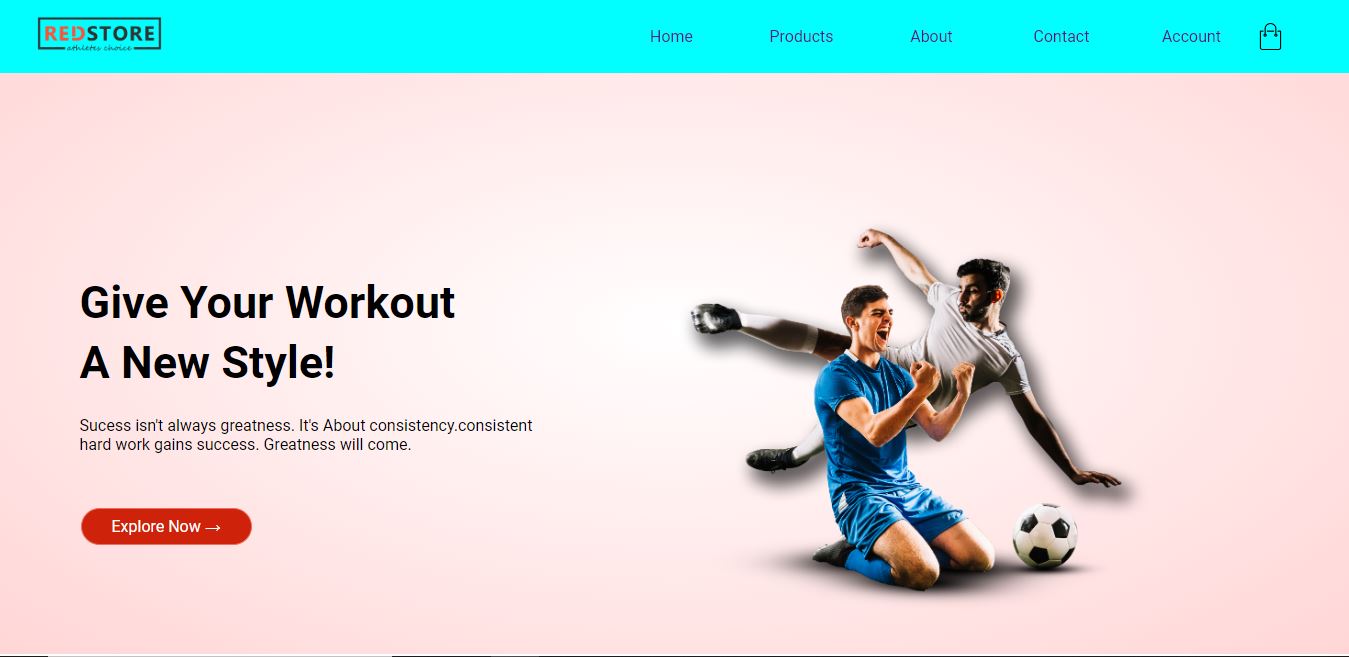 REDSTORE
athletes choice
Home Products About Contact Account
Give Your Workout
A New Style!
Sucess isn't always greatness. It's About consistency.consistent
hard work gains success. Greatness will come.
Explore Now →